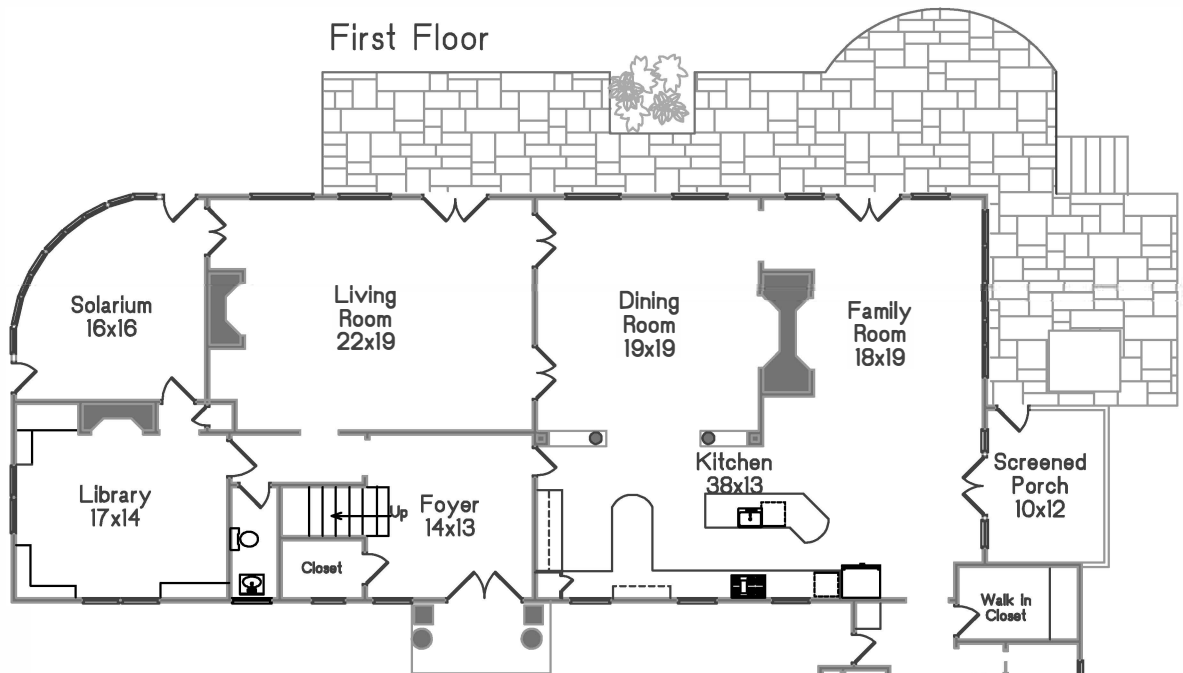 First Floor
Solarium
16x16
Living
Room
22x19
Dining
Room
19x19
Family
Room
18x19
Library
17x14
Up
Foyer
14x13
Closet
Kitchen
38x13
Screened
Porch
10x12
Walk In
Closet